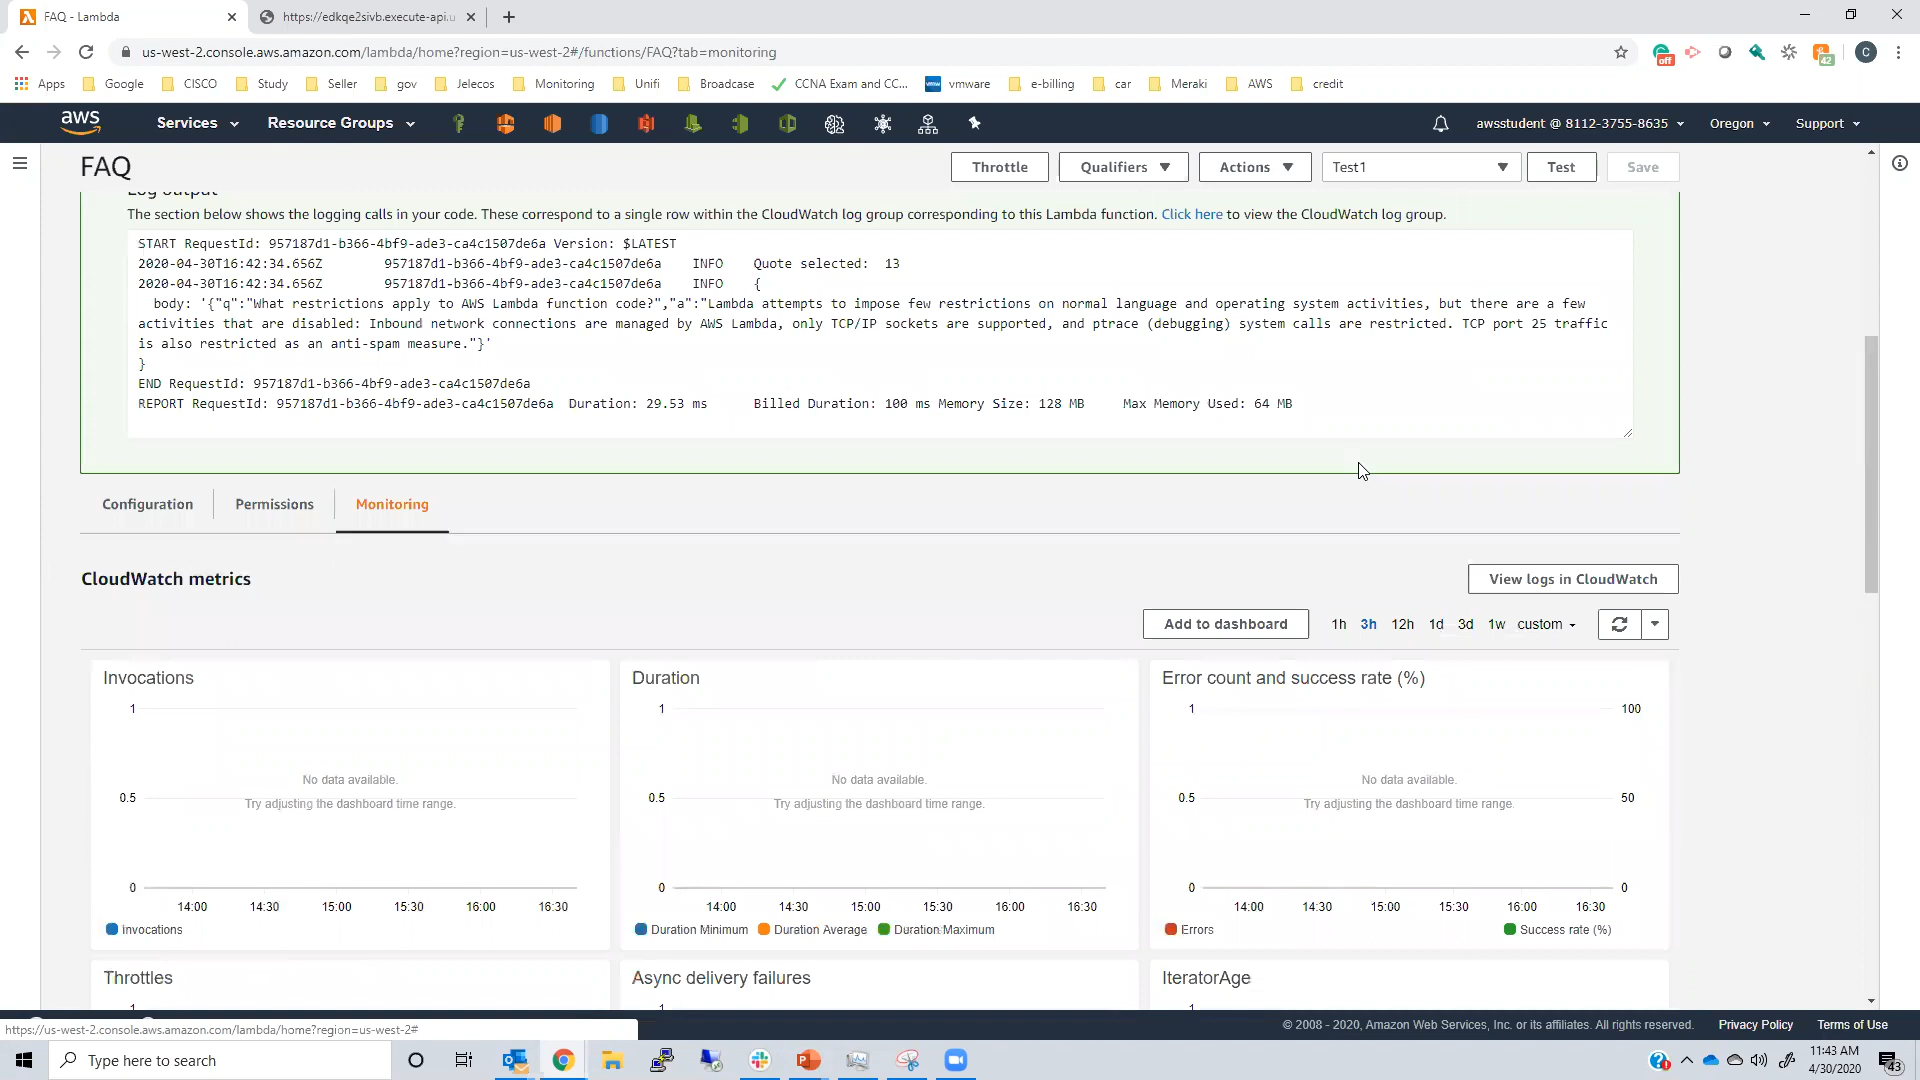 FAQ - Lambda
https://edkqe2sivb.execute-api.u
us-west-2.console.aws.amazon.com/lambda/home?region=us-west-2#/functions/FAQ?tab=monitoring
off
42
C
Apps Google CISCO Study Seller gov Jelecos Monitoring Unifi Broadcase CCNA Exam and CC... vmware e-billing car Meraki AWS credit
aws Services Resource Groups awsstudent @ 8112-3755-8635 Oregon Support
FAQ Throttle Qualifiers Actions Test1 Test Save
Log output
The section below shows the logging calls in your code. These correspond to a single row within the CloudWatch log group corresponding to this Lambda function. Click here to view the CloudWatch log group.
START RequestId: 957187d1-b366-4bf9-ade3-ca4c1507de6a Version: $LATEST
2020-04-30T16:42:34.656Z 957187d1-b366-4bf9-ade3-ca4c1507de6a INFO Quote selected: 13
2020-04-30T16:42:34.656Z 957187d1-b366-4bf9-ade3-ca4c1507de6a INFO {
body: '{"q":"What restrictions apply to AWS Lambda function code?","a":"Lambda attempts to impose few restrictions on normal language and operating system activities, but there are a few
activities that are disabled: Inbound network connections are managed by AWS Lambda, only TCP/IP sockets are supported, and ptrace (debugging) system calls are restricted. TCP port 25 traffic
is also restricted as an anti-spam measure."}'
}
END RequestId: 957187d1-b366-4bf9-ade3-ca4c1507de6a
REPORT RequestId: 957187d1-b366-4bf9-ade3-ca4c1507de6a Duration: 29.53 ms Billed Duration: 100 ms Memory Size: 128 MB Max Memory Used: 64 MB
Configuration Permissions Monitoring
CloudWatch metrics
View logs in CloudWatch
Add to dashboard 1h 3h 12h 1d 3d 1w custom
Invocations
1
No data available.
0.5
Try adjusting the dashboard time range.
0
14:00 14:30 15:00 15:30 16:00 16:30
Invocations
Duration
1
No data available.
0.5
Try adjusting the dashboard time range.
0
14:00 14:30 15:00 15:30 16:00 16:30
Duration Minimum Duration Average Duration Maximum
Error count and success rate (%)
1 100
No data available.
0.5 50
Try adjusting the dashboard time range.
0 0
14:00 14:30 15:00 15:30 16:00 16:30
Errors Success rate (%)
Throttles
1
Async delivery failures
1
IteratorAge
1
https://us-west-2.console.aws.amazon.com/lambda/home?region=us-west-2#
© 2008 - 2020, Amazon Web Services, Inc. or its affiliates. All rights reserved. Privacy Policy Terms of Use
Type here to search
11:43 AM
4/30/2020
43